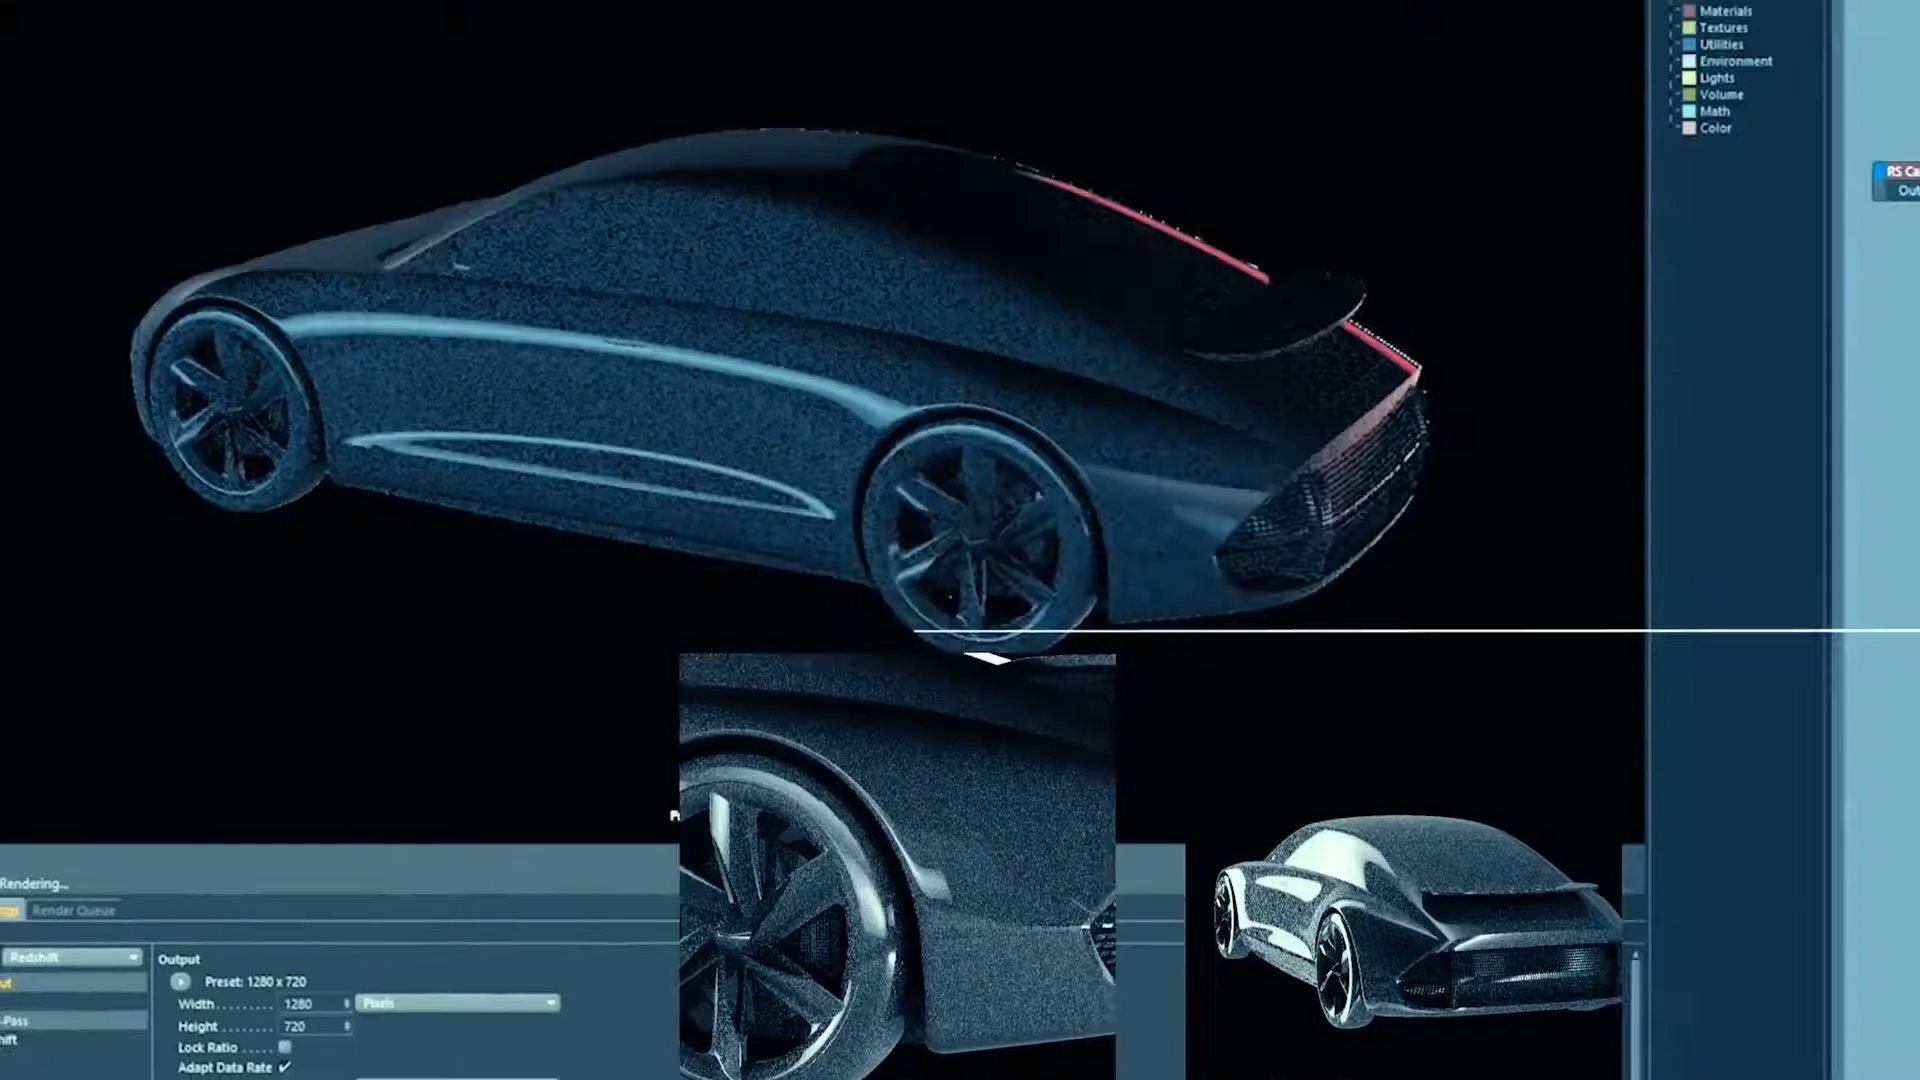 Materials
Textures
Utilities
Environment
Lights
Volume
Math
Color
RS Ca
Out
Rendering...
Render Queue
Redshift
Output
Preset: 1280 x 720
Width 1280 Pixels
Height 720
Lock Ratio
Adapt Data Rate
-Pass